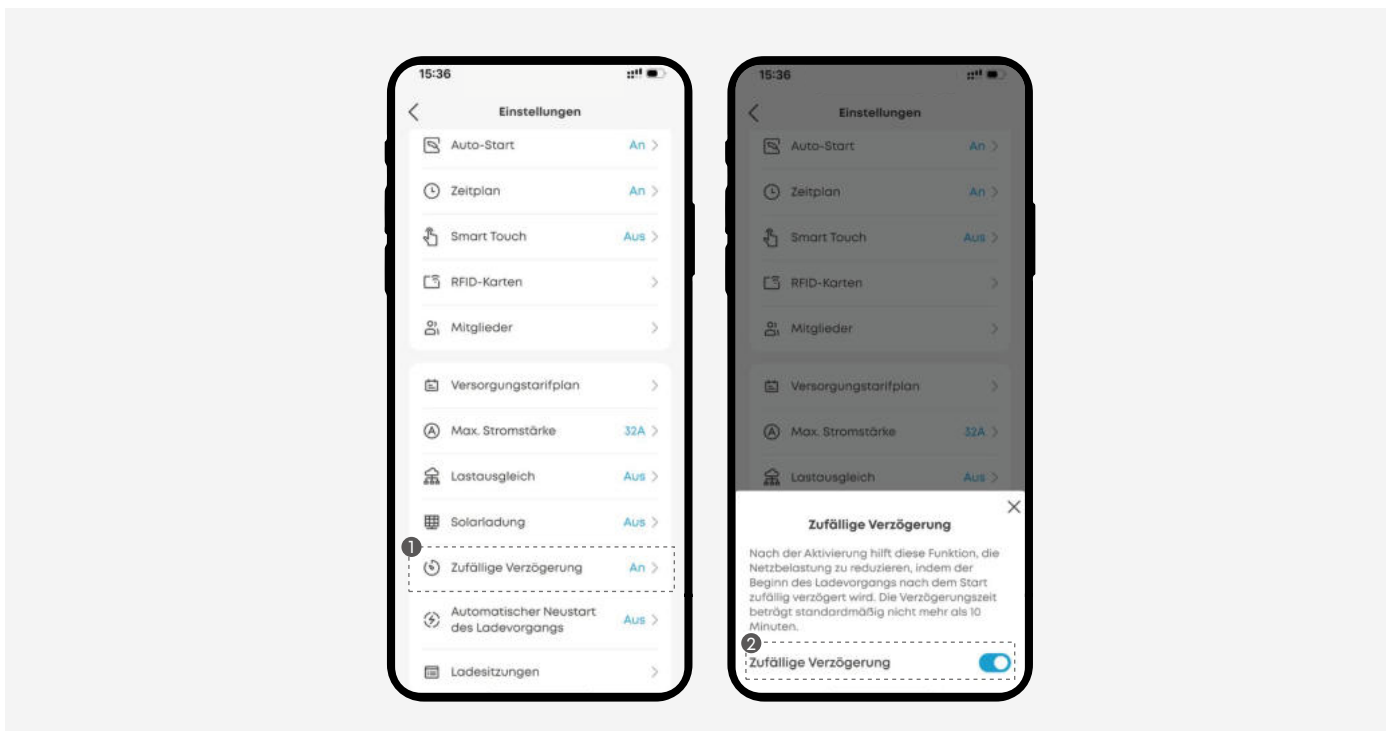 15:36
Einstellungen
Auto-Start An
Zeitplan An
Smart Touch Aus
RFID-Karten
Mitglieder
Versorgungstarifplan
Max. Stromstärke 32A
Lastausgleich Aus
Solarladung Aus
1
Zufällige Verzögerung An
Automatischer Neustart
des Ladevorgangs Aus
Ladesitzungen
15:36
Einstellungen
Auto-Start An
Zeitplan An
Smart Touch Aus
RFID-Karten
Mitglieder
Versorgungstarifplan
Max. Stromstärke 32A
Lastausgleich Aus
Zufällige Verzögerung
Nach der Aktivierung hilft diese Funktion, die
Netzbelastung zu reduzieren, indem der
Beginn des Ladevorgangs nach dem Start
zufällig verzögert wird. Die Verzögerungszeit
beträgt standardmäßig nicht mehr als 10
Minuten.
2
Zufällige Verzögerung